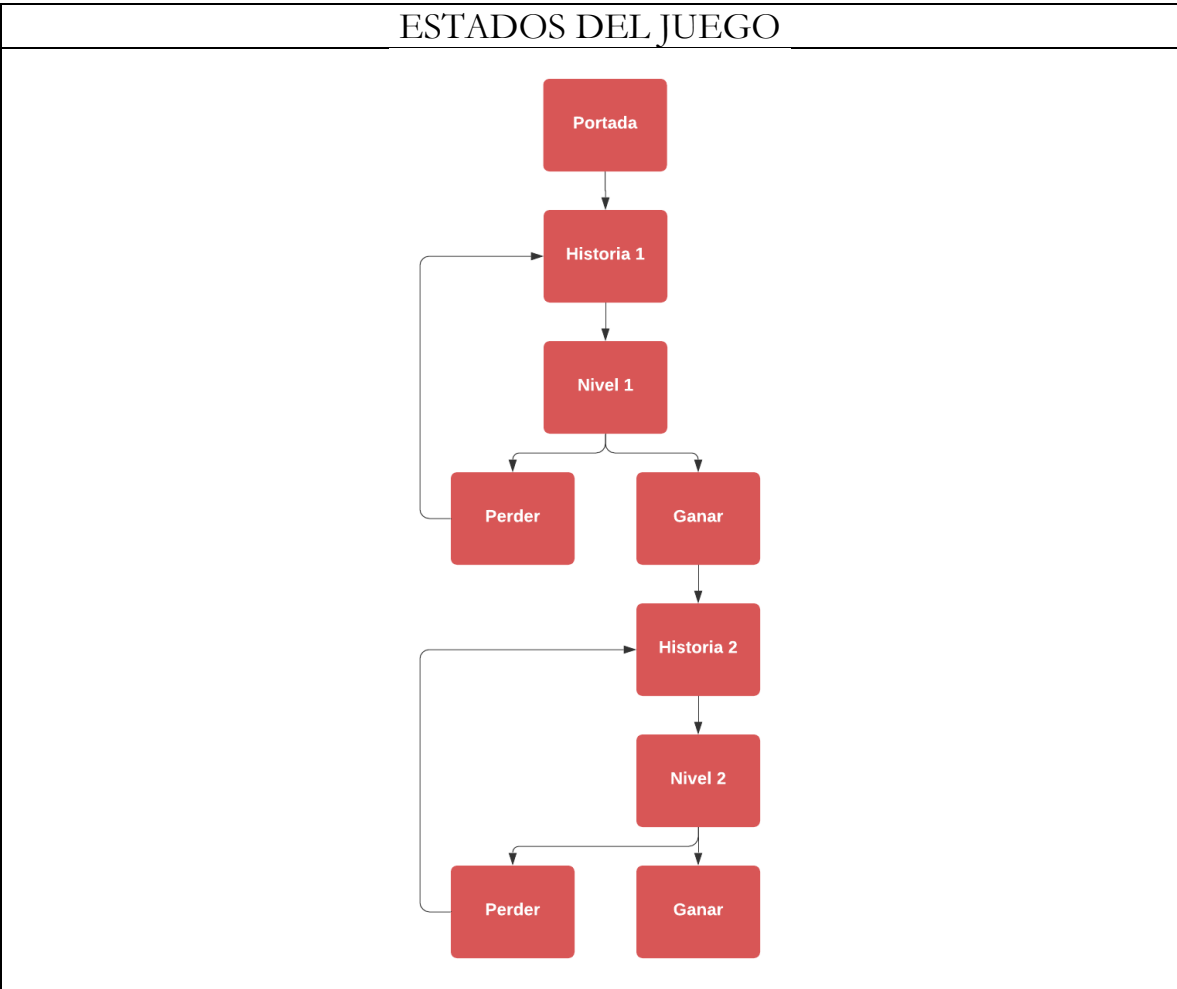 ESTADOS DEL JUEGO
Portada
Historia 1
Nivel 1
Perder
Ganar
Historia 2
Nivel 2
Perder
Ganar